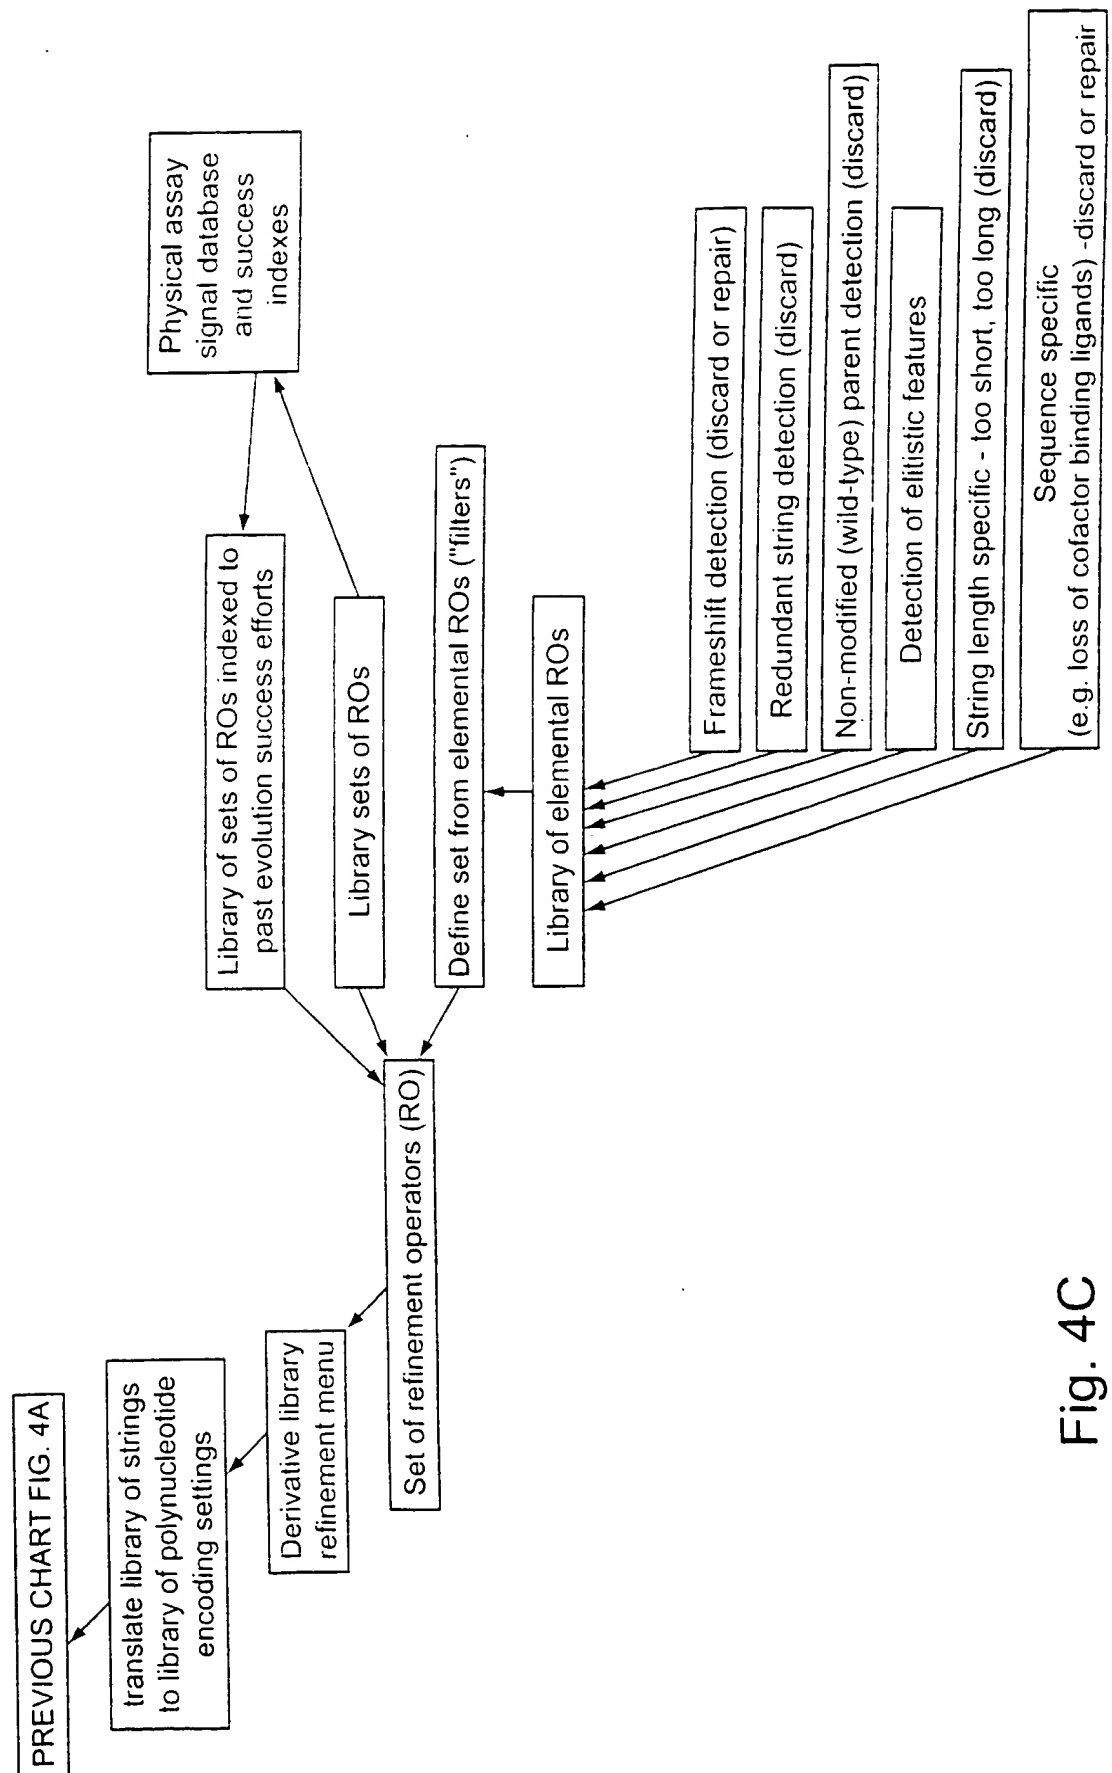 PREVIOUS CHART FIG. 4A
translate library of strings
to library of polynucleotide
encoding settings
Derivative library
refinement menu
Set of refinement operators (RO)
Library of sets of ROs indexed to
past evolution success efforts
Physical assay
signal database
and success
indexes
Library sets of ROs
Define set from elemental ROs ("filters")
Library of elemental ROs
Frameshift detection (discard or repair)
Redundant string detection (discard)
Non-modified (wild-type) parent detection (discard)
Detection of elitistic features
String length specific - too short, too long (discard)
Sequence specific
(e.g. loss of cofactor binding ligands) -discard or repair
Fig. 4C